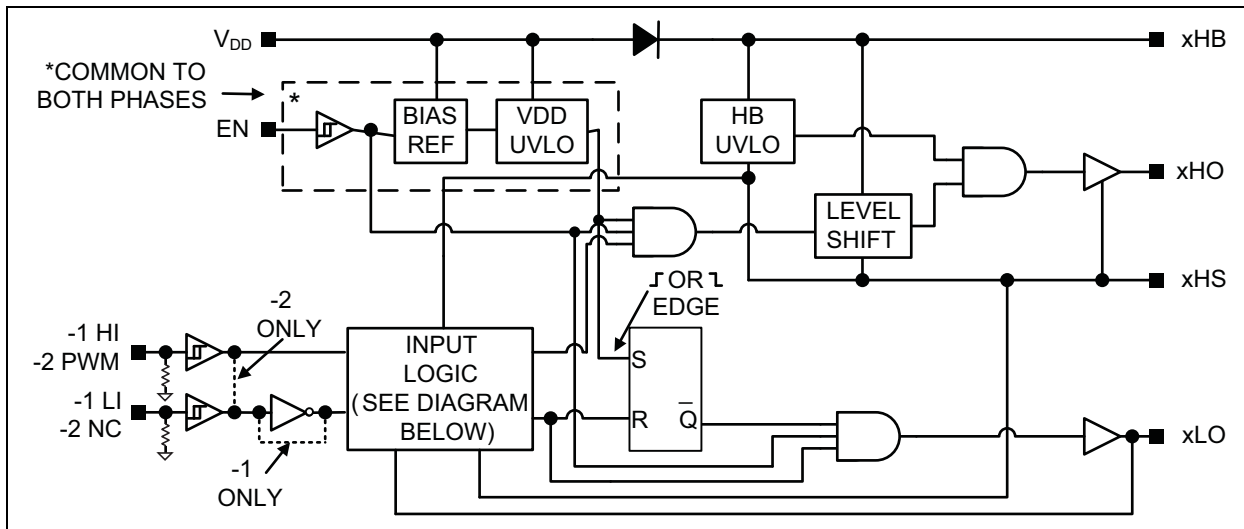 V_DD
xHB
*COMMON TO
BOTH PHASES
*
EN
BIAS
REF
VDD
UVLO
HB
UVLO
xHO
LEVEL
SHIFT
xHS
OR
EDGE
-2
ONLY
-1 HI
-2 PWM
-1 LI
-2 NC
INPUT
LOGIC
(SEE DIAGRAM
BELOW)
S
R
Q̅
xLO
-1
ONLY